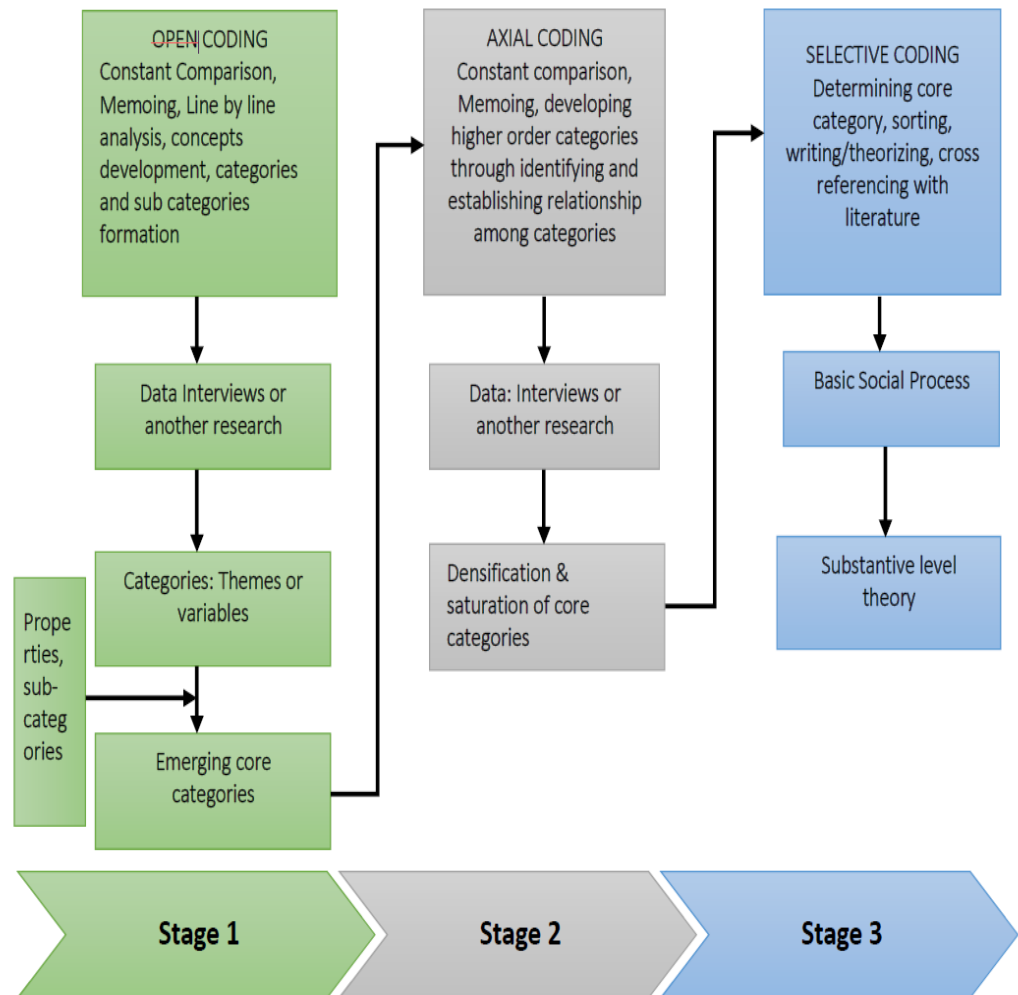 OPEN CODING
Constant Comparison,
Memoing, Line by line
analysis, concepts
development, categories
and sub categories
formation
Data Interviews or
another research
Categories: Themes or
variables
Prope
rties,
sub-
categ
ories
Emerging core
categories
AXIAL CODING
Constant comparison,
Memoing, developing
higher order categories
through identifying and
establishing relationship
among categories
Data: Interviews or
another research
Densification &
saturation of core
categories
SELECTIVE CODING
Determining core
category, sorting,
writing/theorizing, cross
referencing with
literature
Basic Social Process
Substantive level
theory
Stage 1
Stage 2
Stage 3